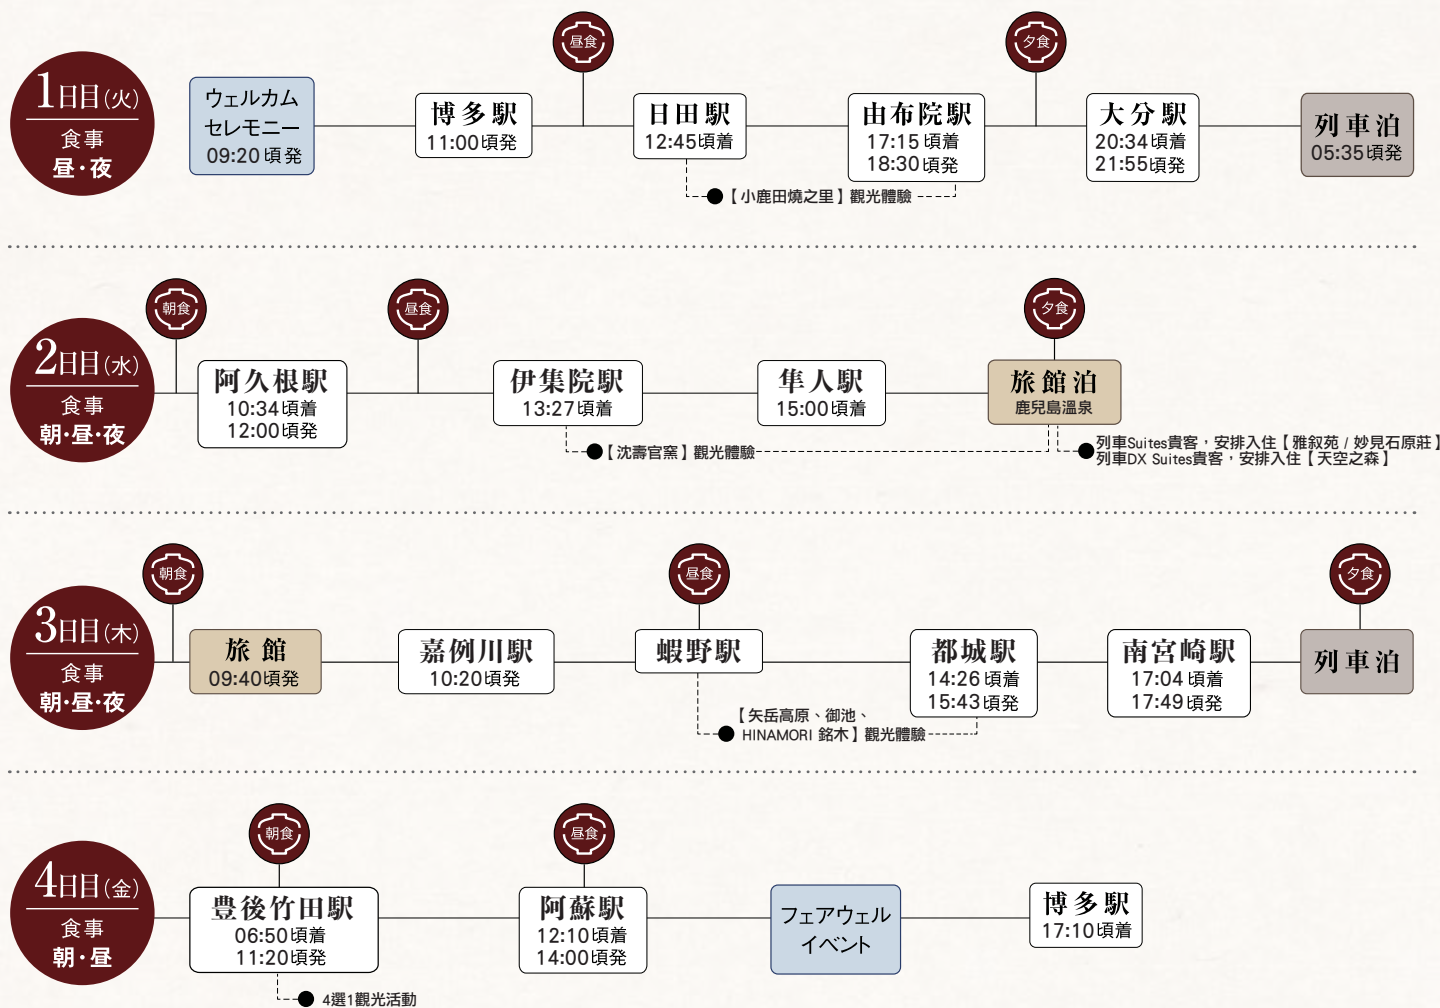 昼食
夕食
1日目(火)
食事
昼・夜
ウェルカム
セレモニー
09:20 頃発
博多駅
11:00頃発
日田駅
12:45頃着
由布院駅
17:15 頃着
18:30 頃発
大分駅
20:34頃着
21:55頃発
列車泊
05:35頃発
【小鹿田燒之里】觀光體驗
朝食
昼食
夕食
2日目(水)
食事
朝・昼・夜
阿久根駅
10:34頃着
12:00頃発
伊集院駅
13:27頃着
隼人駅
15:00頃着
旅館泊
鹿兒島溫泉
【沈壽官窯】觀光體驗
列車Suites貴客，安排入住【雅叙苑 / 妙見石原莊】
列車DX Suites貴客，安排入住【天空之森】
朝食
昼食
夕食
3日目(木)
食事
朝・昼・夜
旅館
09:40頃発
嘉例川駅
10:20頃発
蝦野駅
都城駅
14:26頃着
15:43頃発
南宮崎駅
17:04頃着
17:49頃発
列車泊
【矢岳高原、御池、
HINAMORI 銘木】觀光體驗
朝食
昼食
4日目(金)
食事
朝・昼
豊後竹田駅
06:50頃着
11:20頃発
阿蘇駅
12:10頃着
14:00頃発
フェアウェル
イベント
博多駅
17:10頃着
4選1觀光活動